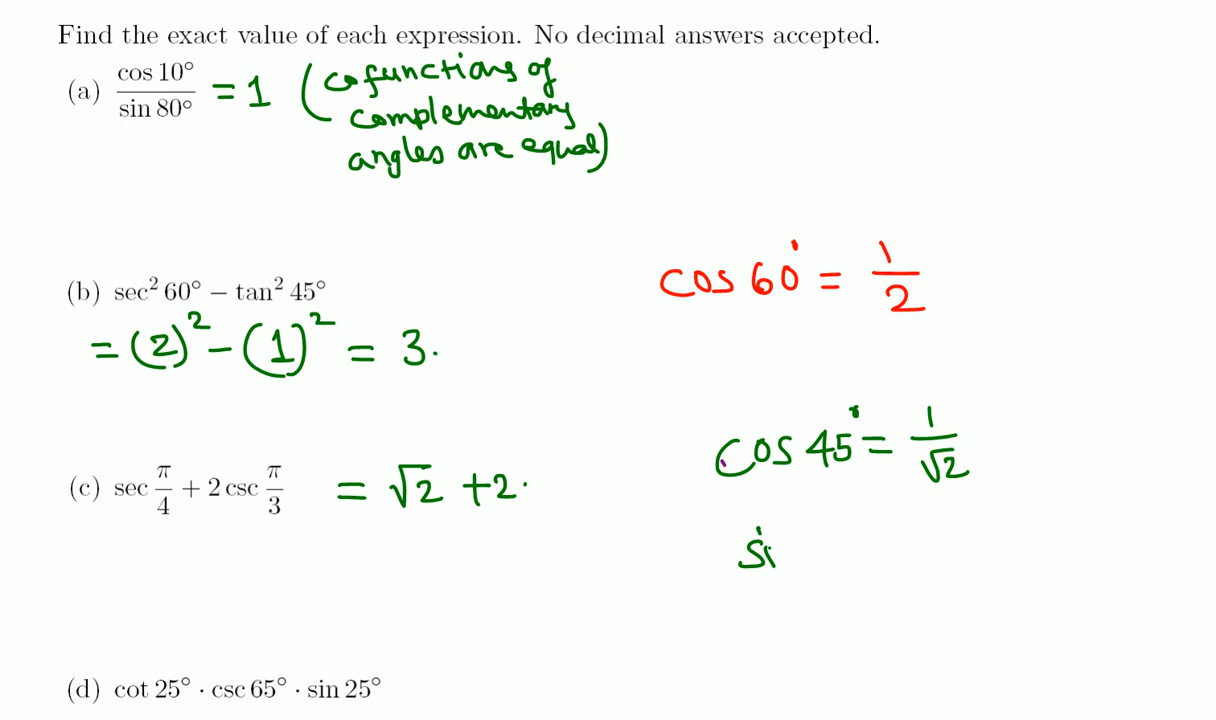 Find the exact value of each expression. No decimal answers accepted.
(a) cos 10° / sin 80° = 1 (cofunctions of
complementary
angles are equal)
cos 60° = 1/2
(b) sec² 60° − tan² 45°
= (2)² − (1)² = 3.
cos 45° = 1/√2
(c) sec π/4 + 2 csc π/3 = √2 + 2.
si
(d) cot 25° · csc 65° · sin 25°